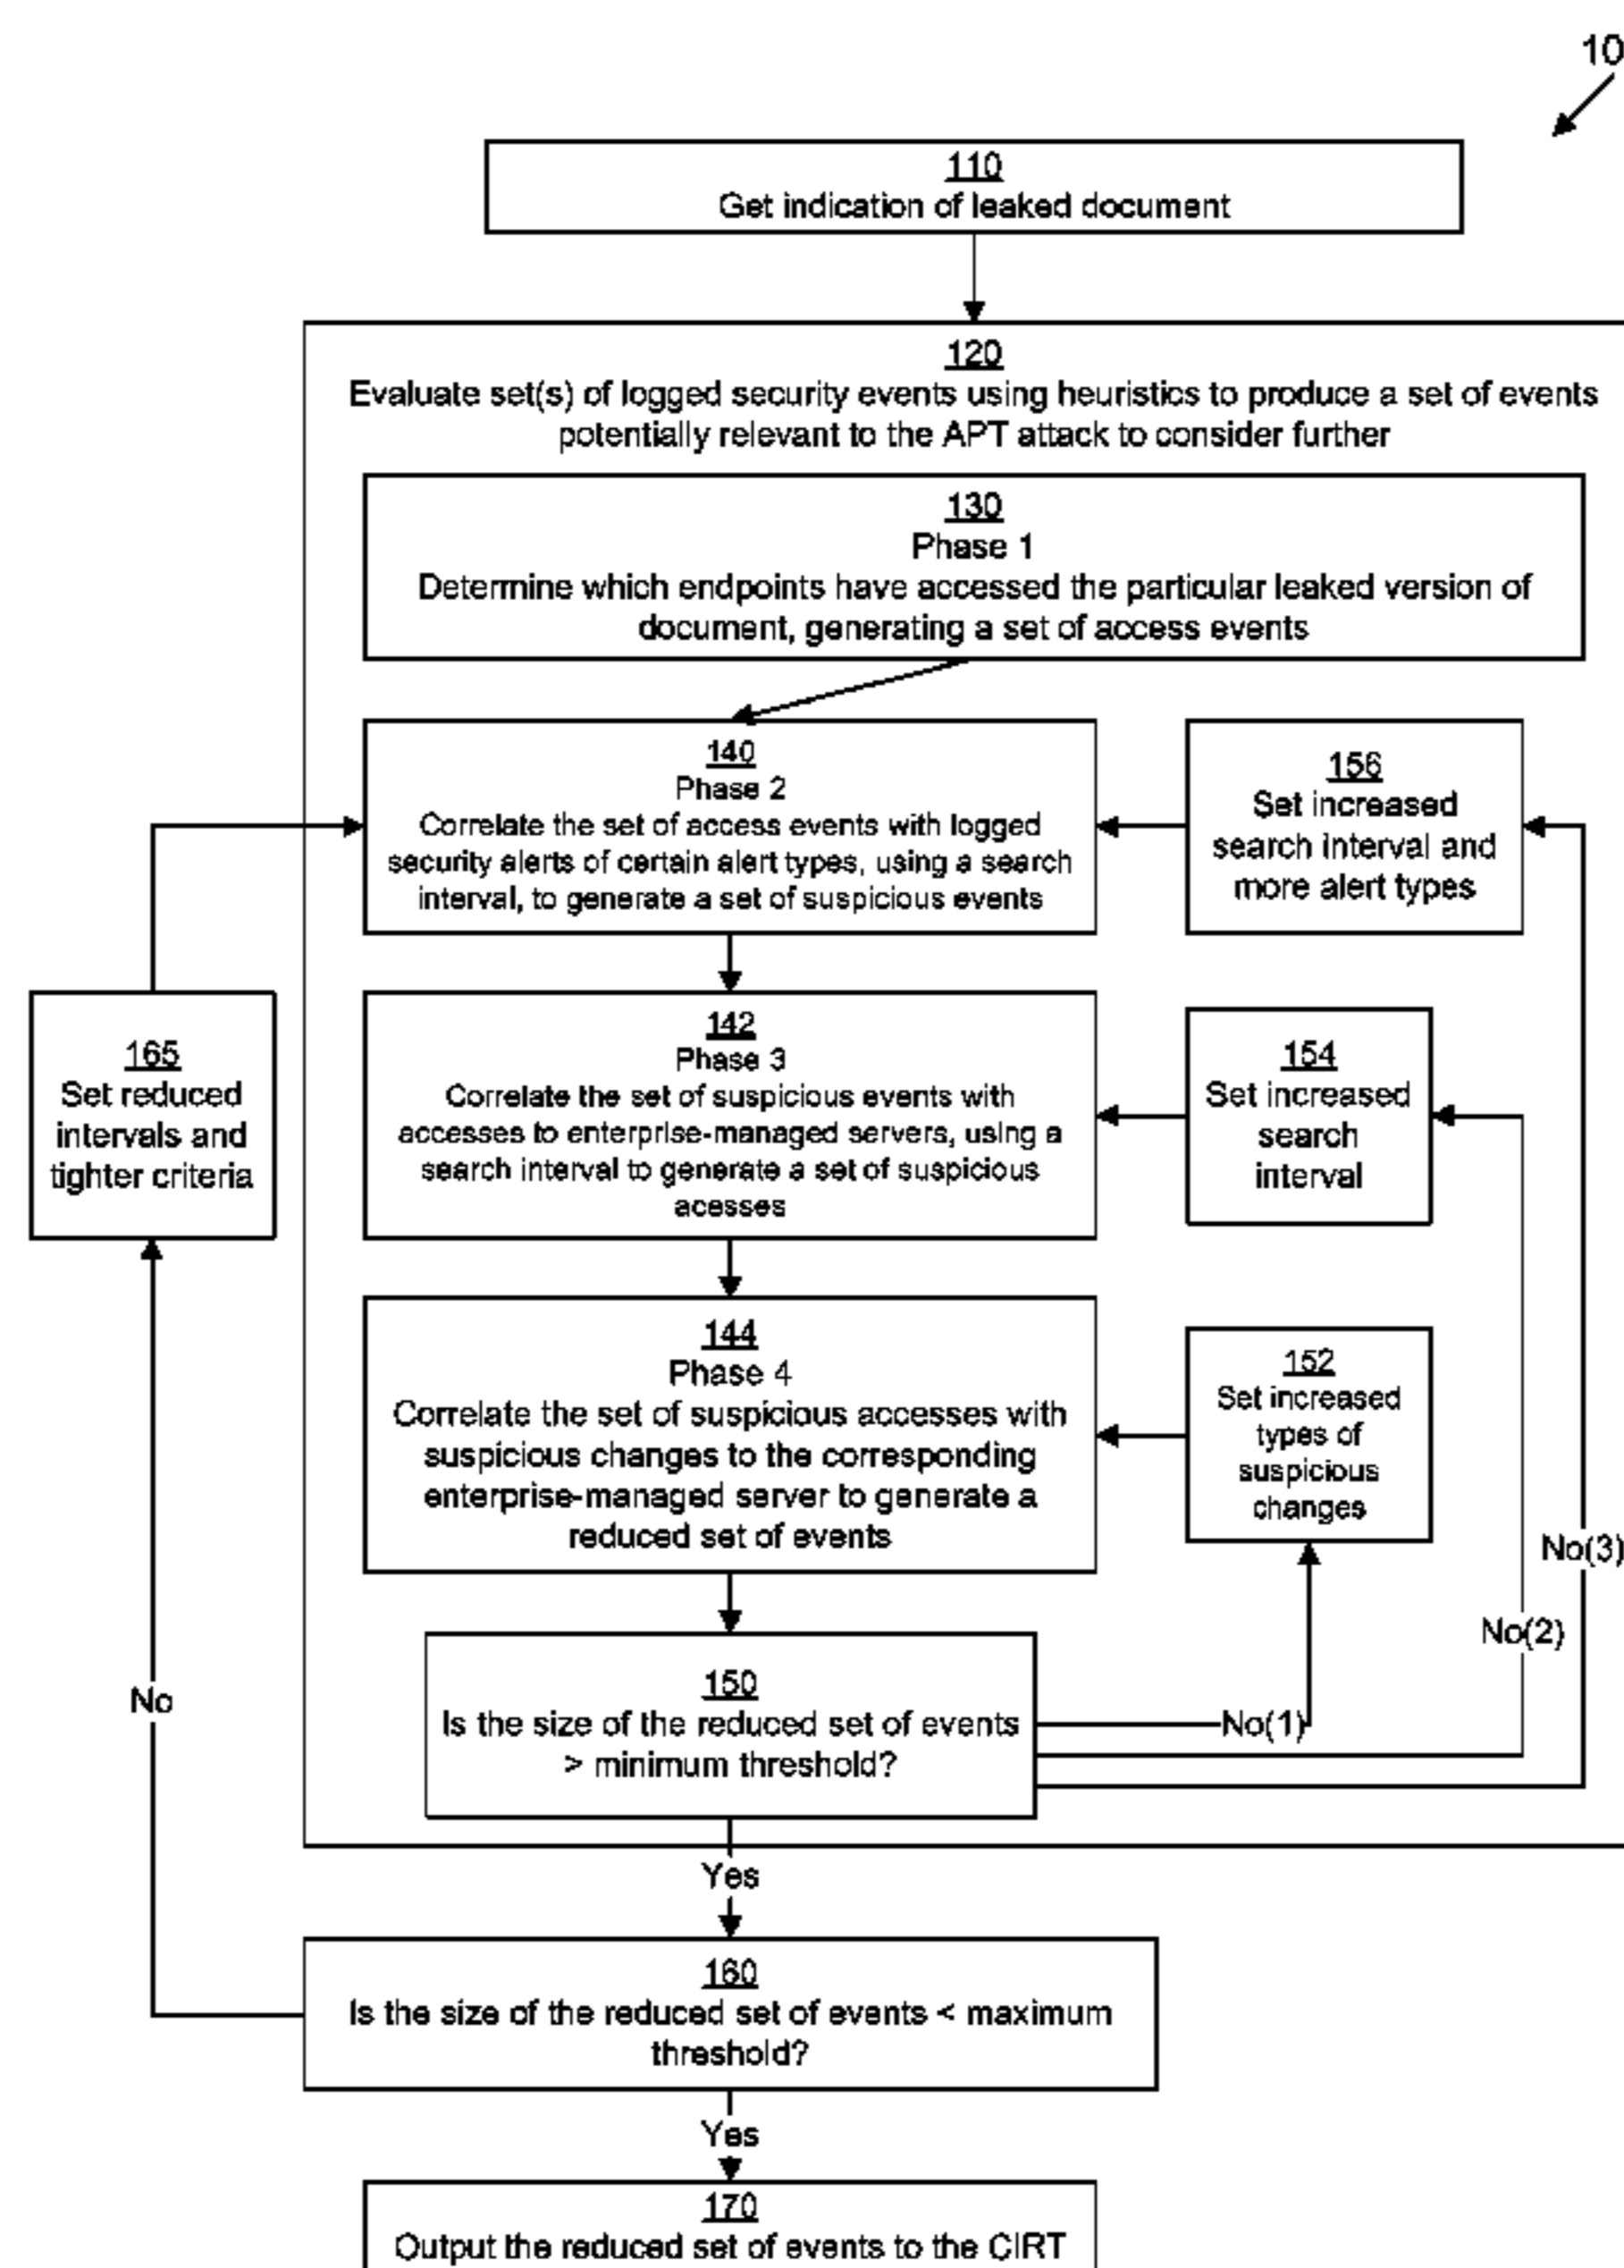 10
110
Get indication of leaked document
120
Evaluate set(s) of logged security events using heuristics to produce a set of events
potentially relevant to the APT attack to consider further
130
Phase 1
Determine which endpoints have accessed the particular leaked version of
document, generating a set of access events
140
Phase 2
Correlate the set of access events with logged
security alerts of certain alert types, using a search
interval, to generate a set of suspicious events
156
Set increased
search interval and
more alert types
165
Set reduced
intervals and
tighter criteria
142
Phase 3
Correlate the set of suspicious events with
accesses to enterprise-managed servers, using a
search interval to generate a set of suspicious
acesses
154
Set increased
search
interval
144
Phase 4
Correlate the set of suspicious accesses with
suspicious changes to the corresponding
enterprise-managed server to generate a
reduced set of events
152
Set increased
types of
suspicious
changes
No(3)
No(2)
No
150
Is the size of the reduced set of events
> minimum threshold?
No(1)
Yes
160
Is the size of the reduced set of events < maximum
threshold?
Yes
170
Output the reduced set of events to the CIRT